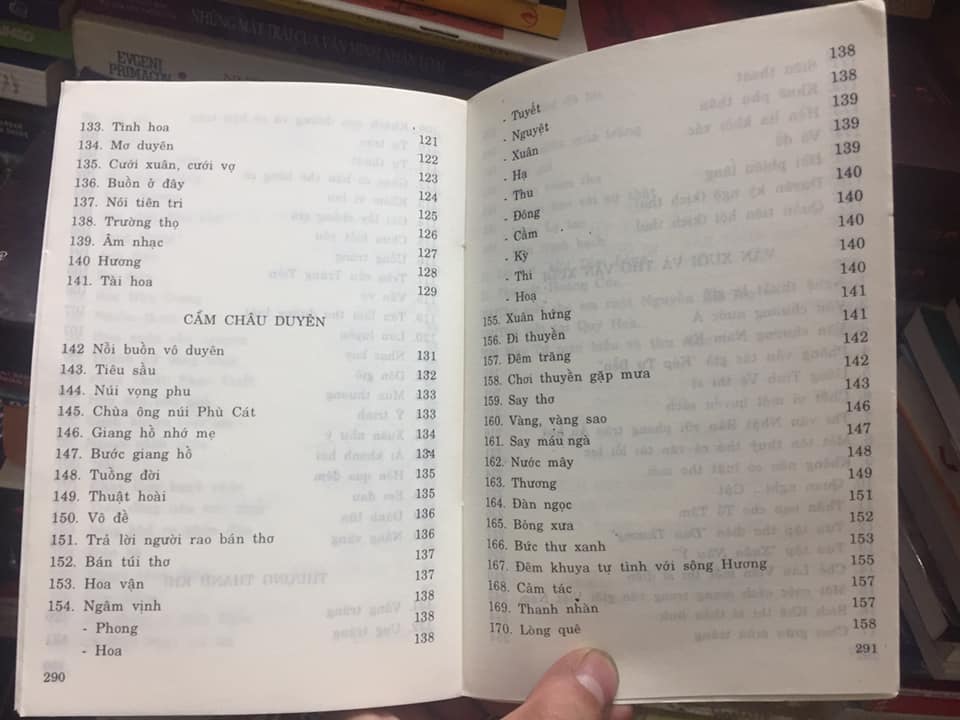 NHỮNG MẶT TRÁI CỦA VĂN MINH NHÂN LOẠI
EVGENI
133. Tinh hoa 121
134. Mơ duyên 122
135. Cưới xuân, cưới vợ 123
136. Buồn ở đây 124
137. Nói tiên tri 125
138. Trường thọ 126
139. Âm nhạc 127
140 Hương 128
141. Tài hoa 129
CẨM CHÂU DUYÊN
142 Nỗi buồn vô duyên 131
143. Tiêu sầu 132
144. Núi vọng phu 133
145. Chùa ông núi Phù Cát 133
146. Giang hồ nhớ mẹ 134
147. Bước giang hồ 134
148. Tuồng đời 135
149. Thuật hoài 135
150. Vô đề 136
151. Trả lời người rao bán thơ 136
152. Bán túi thơ 137
153. Hoa vận 137
154. Ngâm vịnh 138
- Phong 138
- Hoa 138
290
- Tuyết 138
- Nguyệt 138
- Xuân 139
- Hạ 139
- Thu 139
- Đông 140
- Cầm 140
- Kỳ 140
- Thi 140
- Hoạ 140
155. Xuân hứng 141
156. Đi thuyền 141
157. Đêm trăng 142
158. Chơi thuyền gặp mưa 142
159. Say thơ 143
160. Vàng, vàng sao 146
161. Say máu ngà 147
162. Nước mây 148
163. Thương 149
164. Đàn ngọc 151
165. Bóng xưa 152
166. Bức thư xanh 153
167. Đêm khuya tự tình với sông Hương 155
168. Cảm tác 157
169. Thanh nhàn 157
170. Lòng quê 158
291